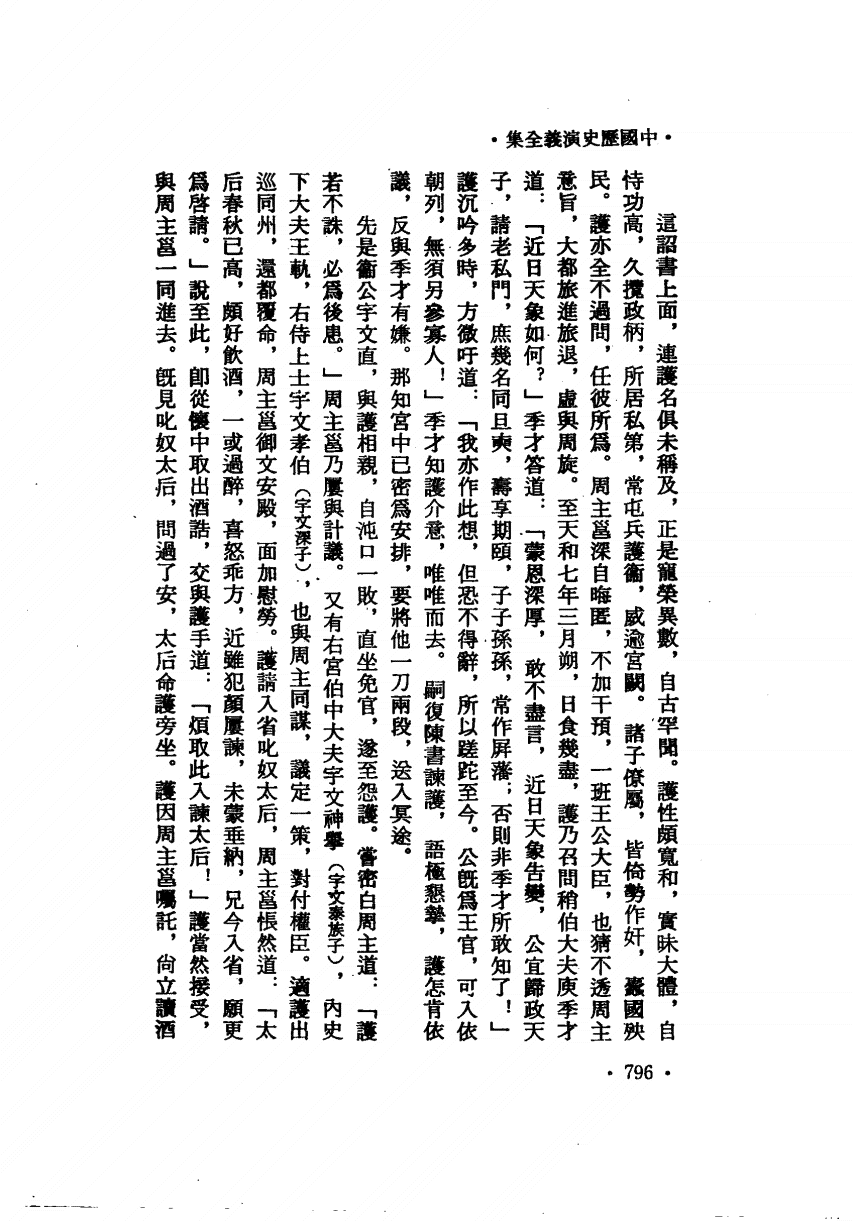 •中國歷史演義全集•
這詔書上面，連護名俱未稱及，正是寵榮異數，自古罕聞。護性頗寬和，實昧大體，自
恃功高，久攬政柄，所居私第，常屯兵護衞，威逾宮闕。諸子僚屬，皆倚勢作奸，蠹國殃
民。護亦全不過問，任彼所爲。周主邕深自晦匿，不加干預，一班王公大臣，也猜不透周主
意旨，大都旅進旅退，虛與周旋。至天和七年三月朔，日食幾盡，護乃召問稍伯大夫庾季才
道：「近日天象如何？」季才答道：「蒙恩深厚，敢不盡言，近日天象告變，公宜歸政天
子，請老私門，庶幾名同旦奭，壽享期頤，子子孫孫，常作屏藩；否則非季才所敢知了！」
護沉吟多時，方微吁道：「我亦作此想，但恐不得辭，所以蹉跎至今。公旣爲王官，可入依
朝列，無須另參寡人！」季才知護介意，唯唯而去。嗣復陳書諫護，語極懇摯，護怎肯依
議，反與季才有嫌。那知宮中已密爲安排，要將他一刀兩段，送入冥途。
先是衞公宇文直，與護相親，自沌口一敗，直坐免官，遂至怨護。嘗密白周主道：「護
若不誅，必爲後患。」周主邕乃屢與計議。又有右宮伯中大夫宇文神舉（宇文泰族子），內史
下大夫王軌，右侍上士宇文孝伯（宇文深子），也與周主同謀，議定一策，對付權臣。適護出
巡同州，還都覆命，周主邕御文安殿，面加慰勞。護請入省叱奴太后，周主邕悵然道：「太
后春秋已高，頗好飲酒，一或過醉，喜怒乖方，近雖犯顏屢諫，未蒙垂納，兄今入省，願更
爲啓請。」說至此，卽從懷中取出酒誥，交與護手道：「煩取此入諫太后！」護當然接受，
與周主邕一同進去。旣見叱奴太后，問過了安，太后命護旁坐。護因周主邕囑託，尙立讀酒
•796•